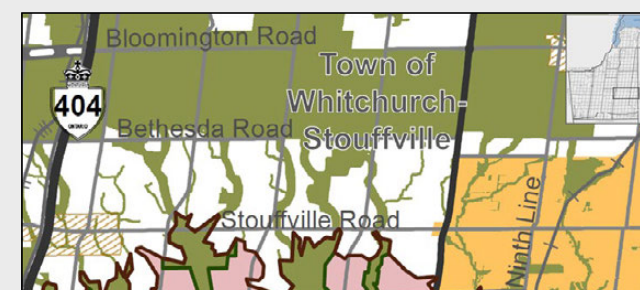 Bloomington Road
Town of
Whitchurch-
Stouffville
404
ONTARIO
Bethesda Road
Stouffville Road
Ninth Line